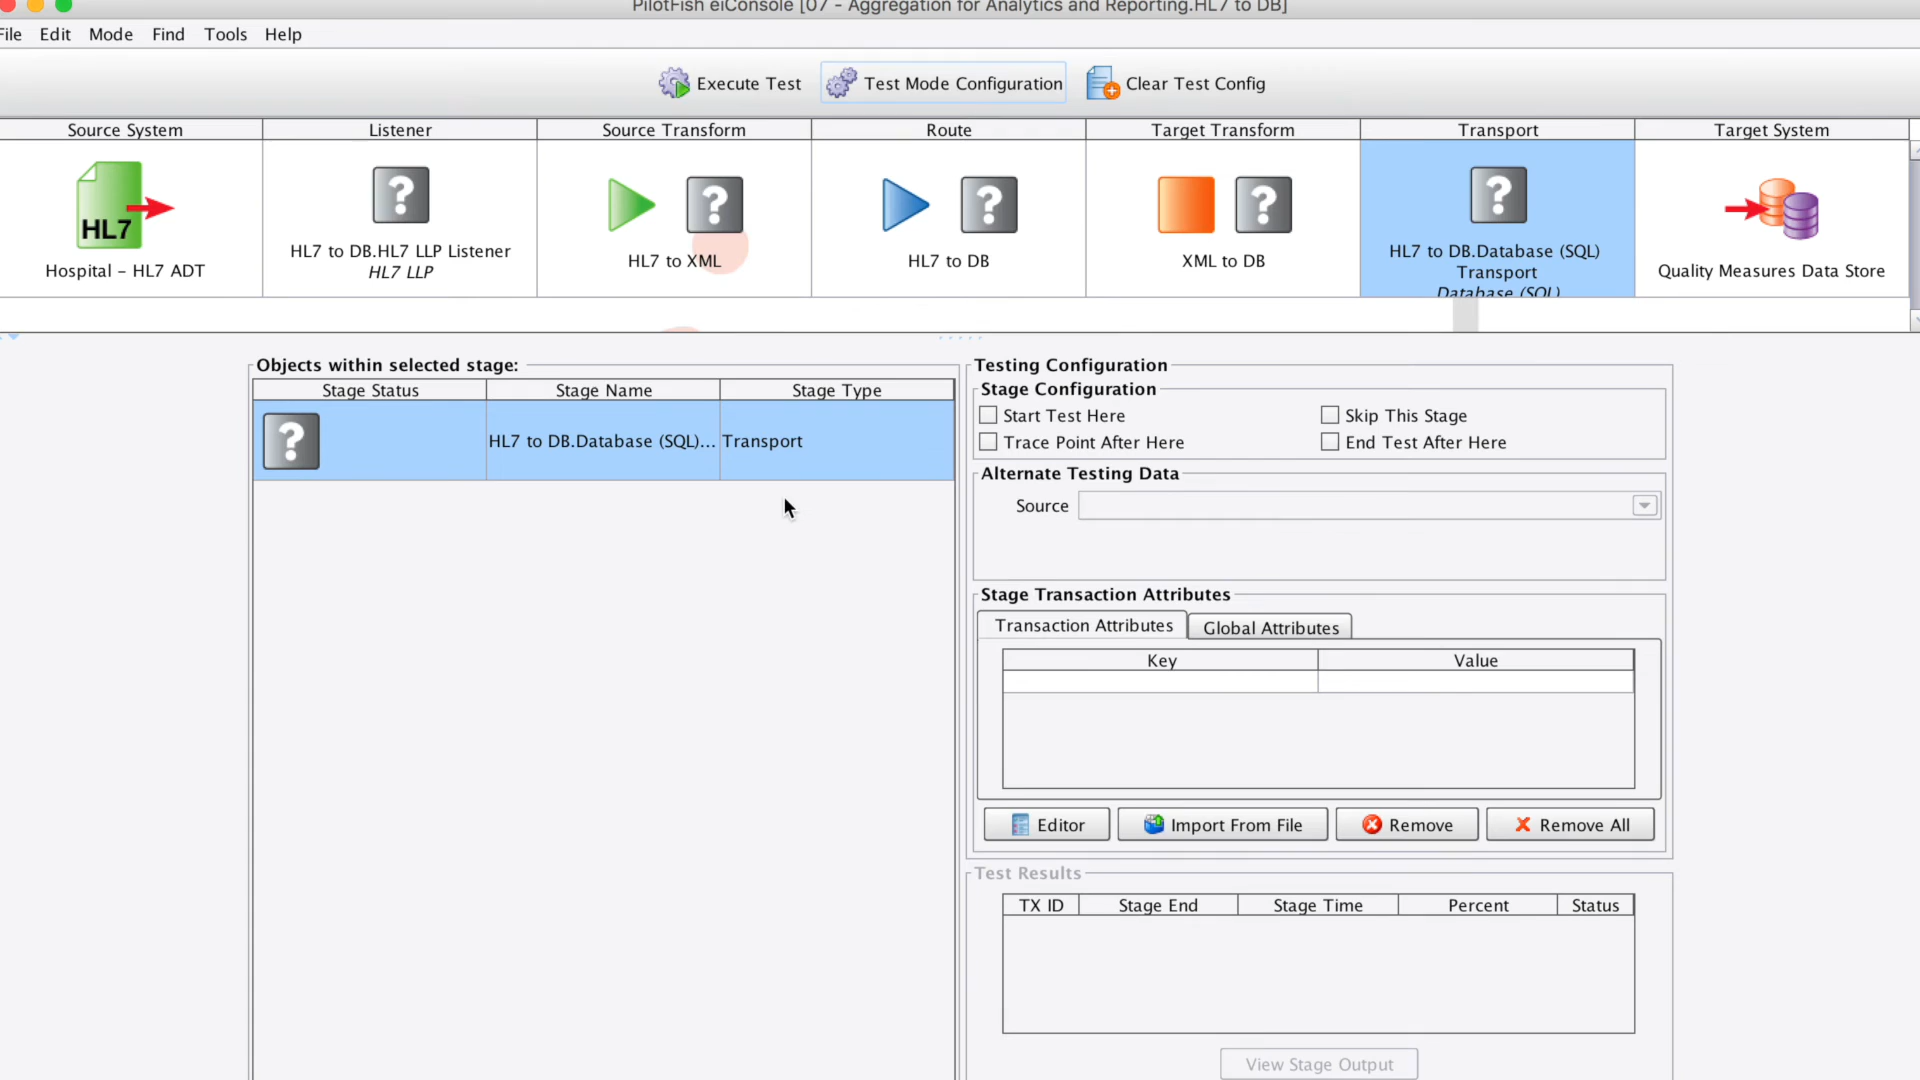 PilotFish eiConsole [07 - Aggregation for Analytics and Reporting.HL7 to DB]
File Edit Mode Find Tools Help
Execute Test Test Mode Configuration Clear Test Config
Source System Listener Source Transform Route Target Transform Transport Target System
HL7
Hospital - HL7 ADT
HL7 to DB.HL7 LLP Listener
HL7 LLP
HL7 to XML
HL7 to DB
XML to DB
HL7 to DB.Database (SQL)
Transport
Database (SQL)
Quality Measures Data Store
Objects within selected stage:
Stage Status Stage Name Stage Type
HL7 to DB.Database (SQL)... Transport
Testing Configuration
Stage Configuration
Start Test Here Skip This Stage
Trace Point After Here End Test After Here
Alternate Testing Data
Source
Stage Transaction Attributes
Transaction Attributes Global Attributes
Key Value
Editor Import From File Remove Remove All
Test Results
TX ID Stage End Stage Time Percent Status
View Stage Output